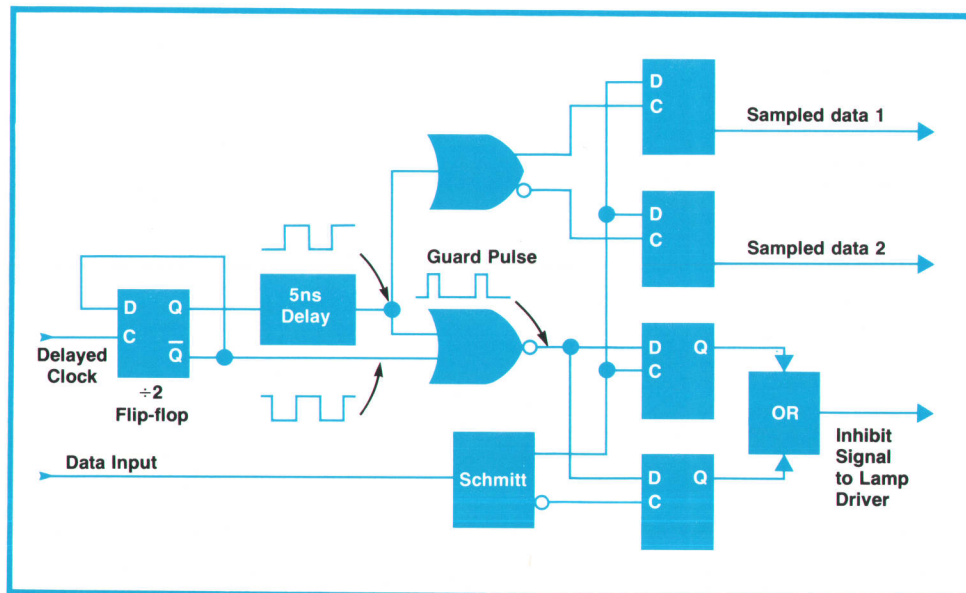 D
C
Sampled data 1
D
C
Sampled data 2
Guard Pulse
5ns
Delay
D
Q
C
Q̅
Delayed
Clock
÷2
Flip-flop
D
Q
C
OR
Inhibit
Signal
to Lamp
Driver
Data Input
Schmitt
D
Q
C